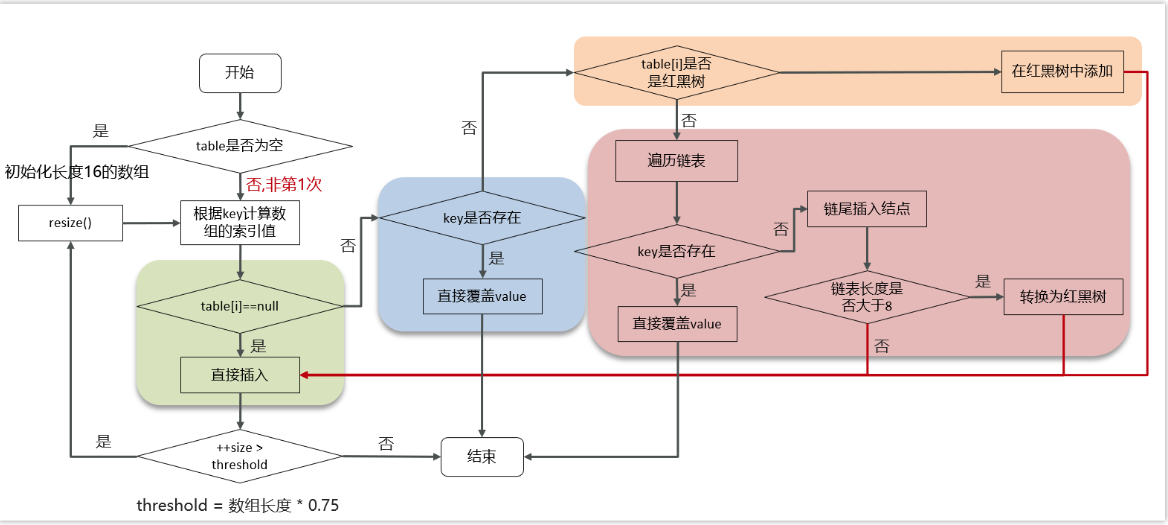 开始
table是否为空
是
初始化长度16的数组
否,非第1次
resize()
根据key计算数
组的索引值
table[i]==null
否
是
直接插入
++size >
threshold
是
否
threshold = 数组长度 * 0.75
结束
key是否存在
否
是
直接覆盖value
table[i]是否
是红黑树
在红黑树中添加
否
遍历链表
key是否存在
否
是
直接覆盖value
链尾插入结点
链表长度是
否大于8
是
转换为红黑树
否